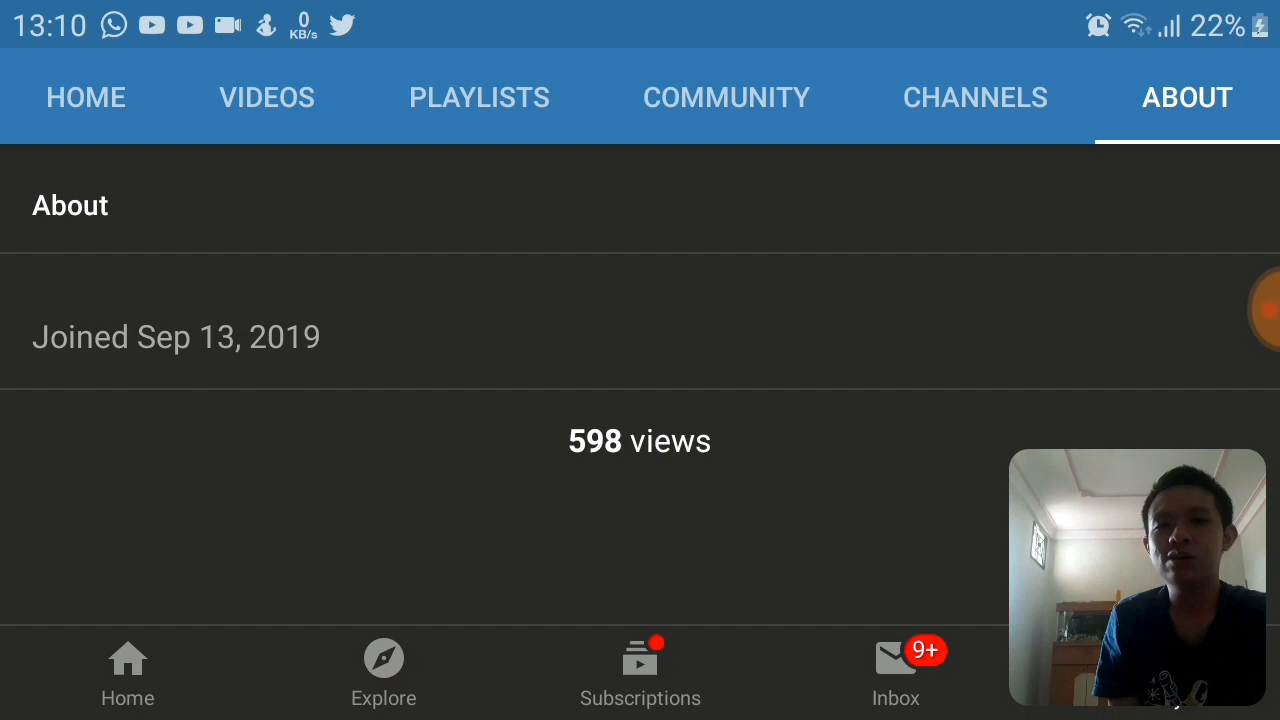 13:10 0 KB/s 22%
HOME VIDEOS PLAYLISTS COMMUNITY CHANNELS ABOUT
About
Joined Sep 13, 2019
598 views
9+
Home Explore Subscriptions Inbox